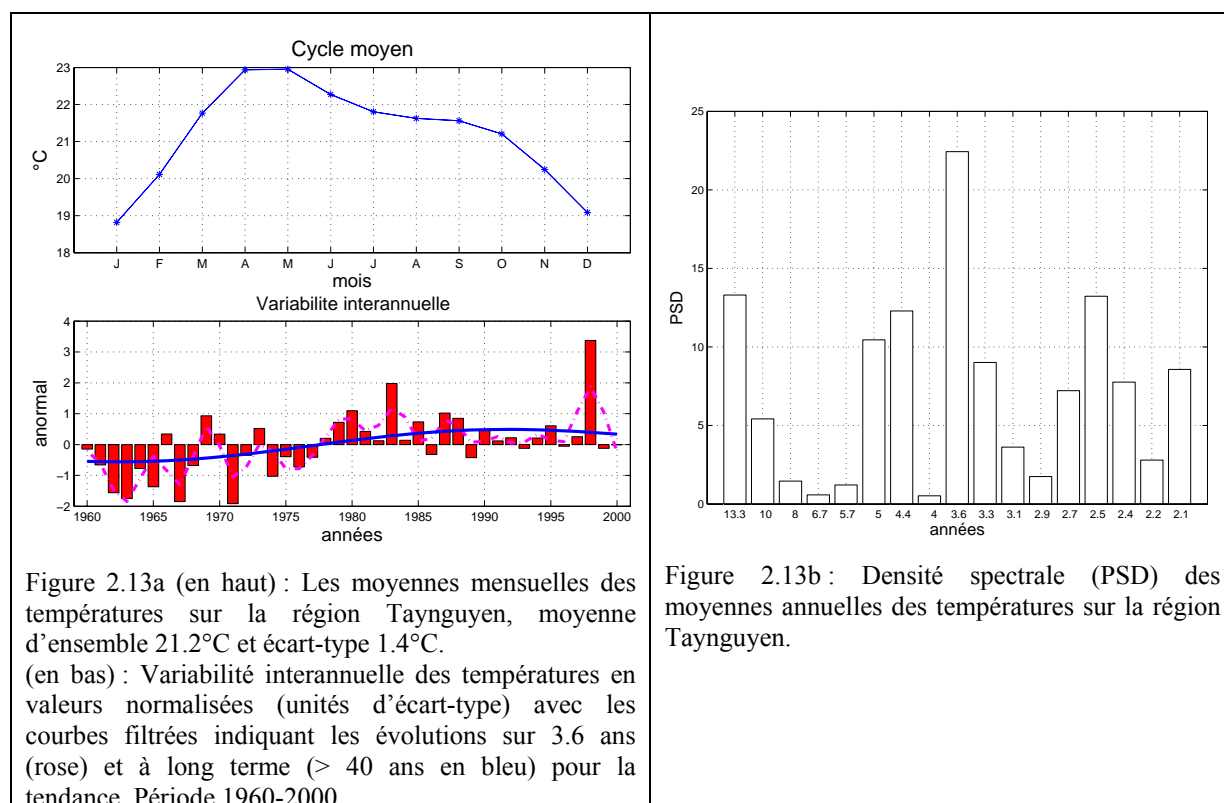 Cycle moyen
23
22
21
20
19
18
°C
J F M A M J J A S O N D
mois
Variabilite interannuelle
4
3
2
1
0
−1
−2
anormal
1960 1965 1970 1975 1980 1985 1990 1995 2000
années
Figure 2.13a (en haut) : Les moyennes mensuelles des
températures sur la région Taynguyen, moyenne
d’ensemble 21.2°C et écart-type 1.4°C.
(en bas) : Variabilité interannuelle des températures en
valeurs normalisées (unités d’écart-type) avec les
courbes filtrées indiquant les évolutions sur 3.6 ans
(rose) et à long terme (> 40 ans en bleu) pour la
tendance. Période 1960-2000
25
20
15
10
5
0
PSD
13.3 10 8 6.7 5.7 5 4.4 4 3.6 3.3 3.1 2.9 2.7 2.5 2.4 2.2 2.1
années
Figure 2.13b : Densité spectrale (PSD) des
moyennes annuelles des températures sur la région
Taynguyen.